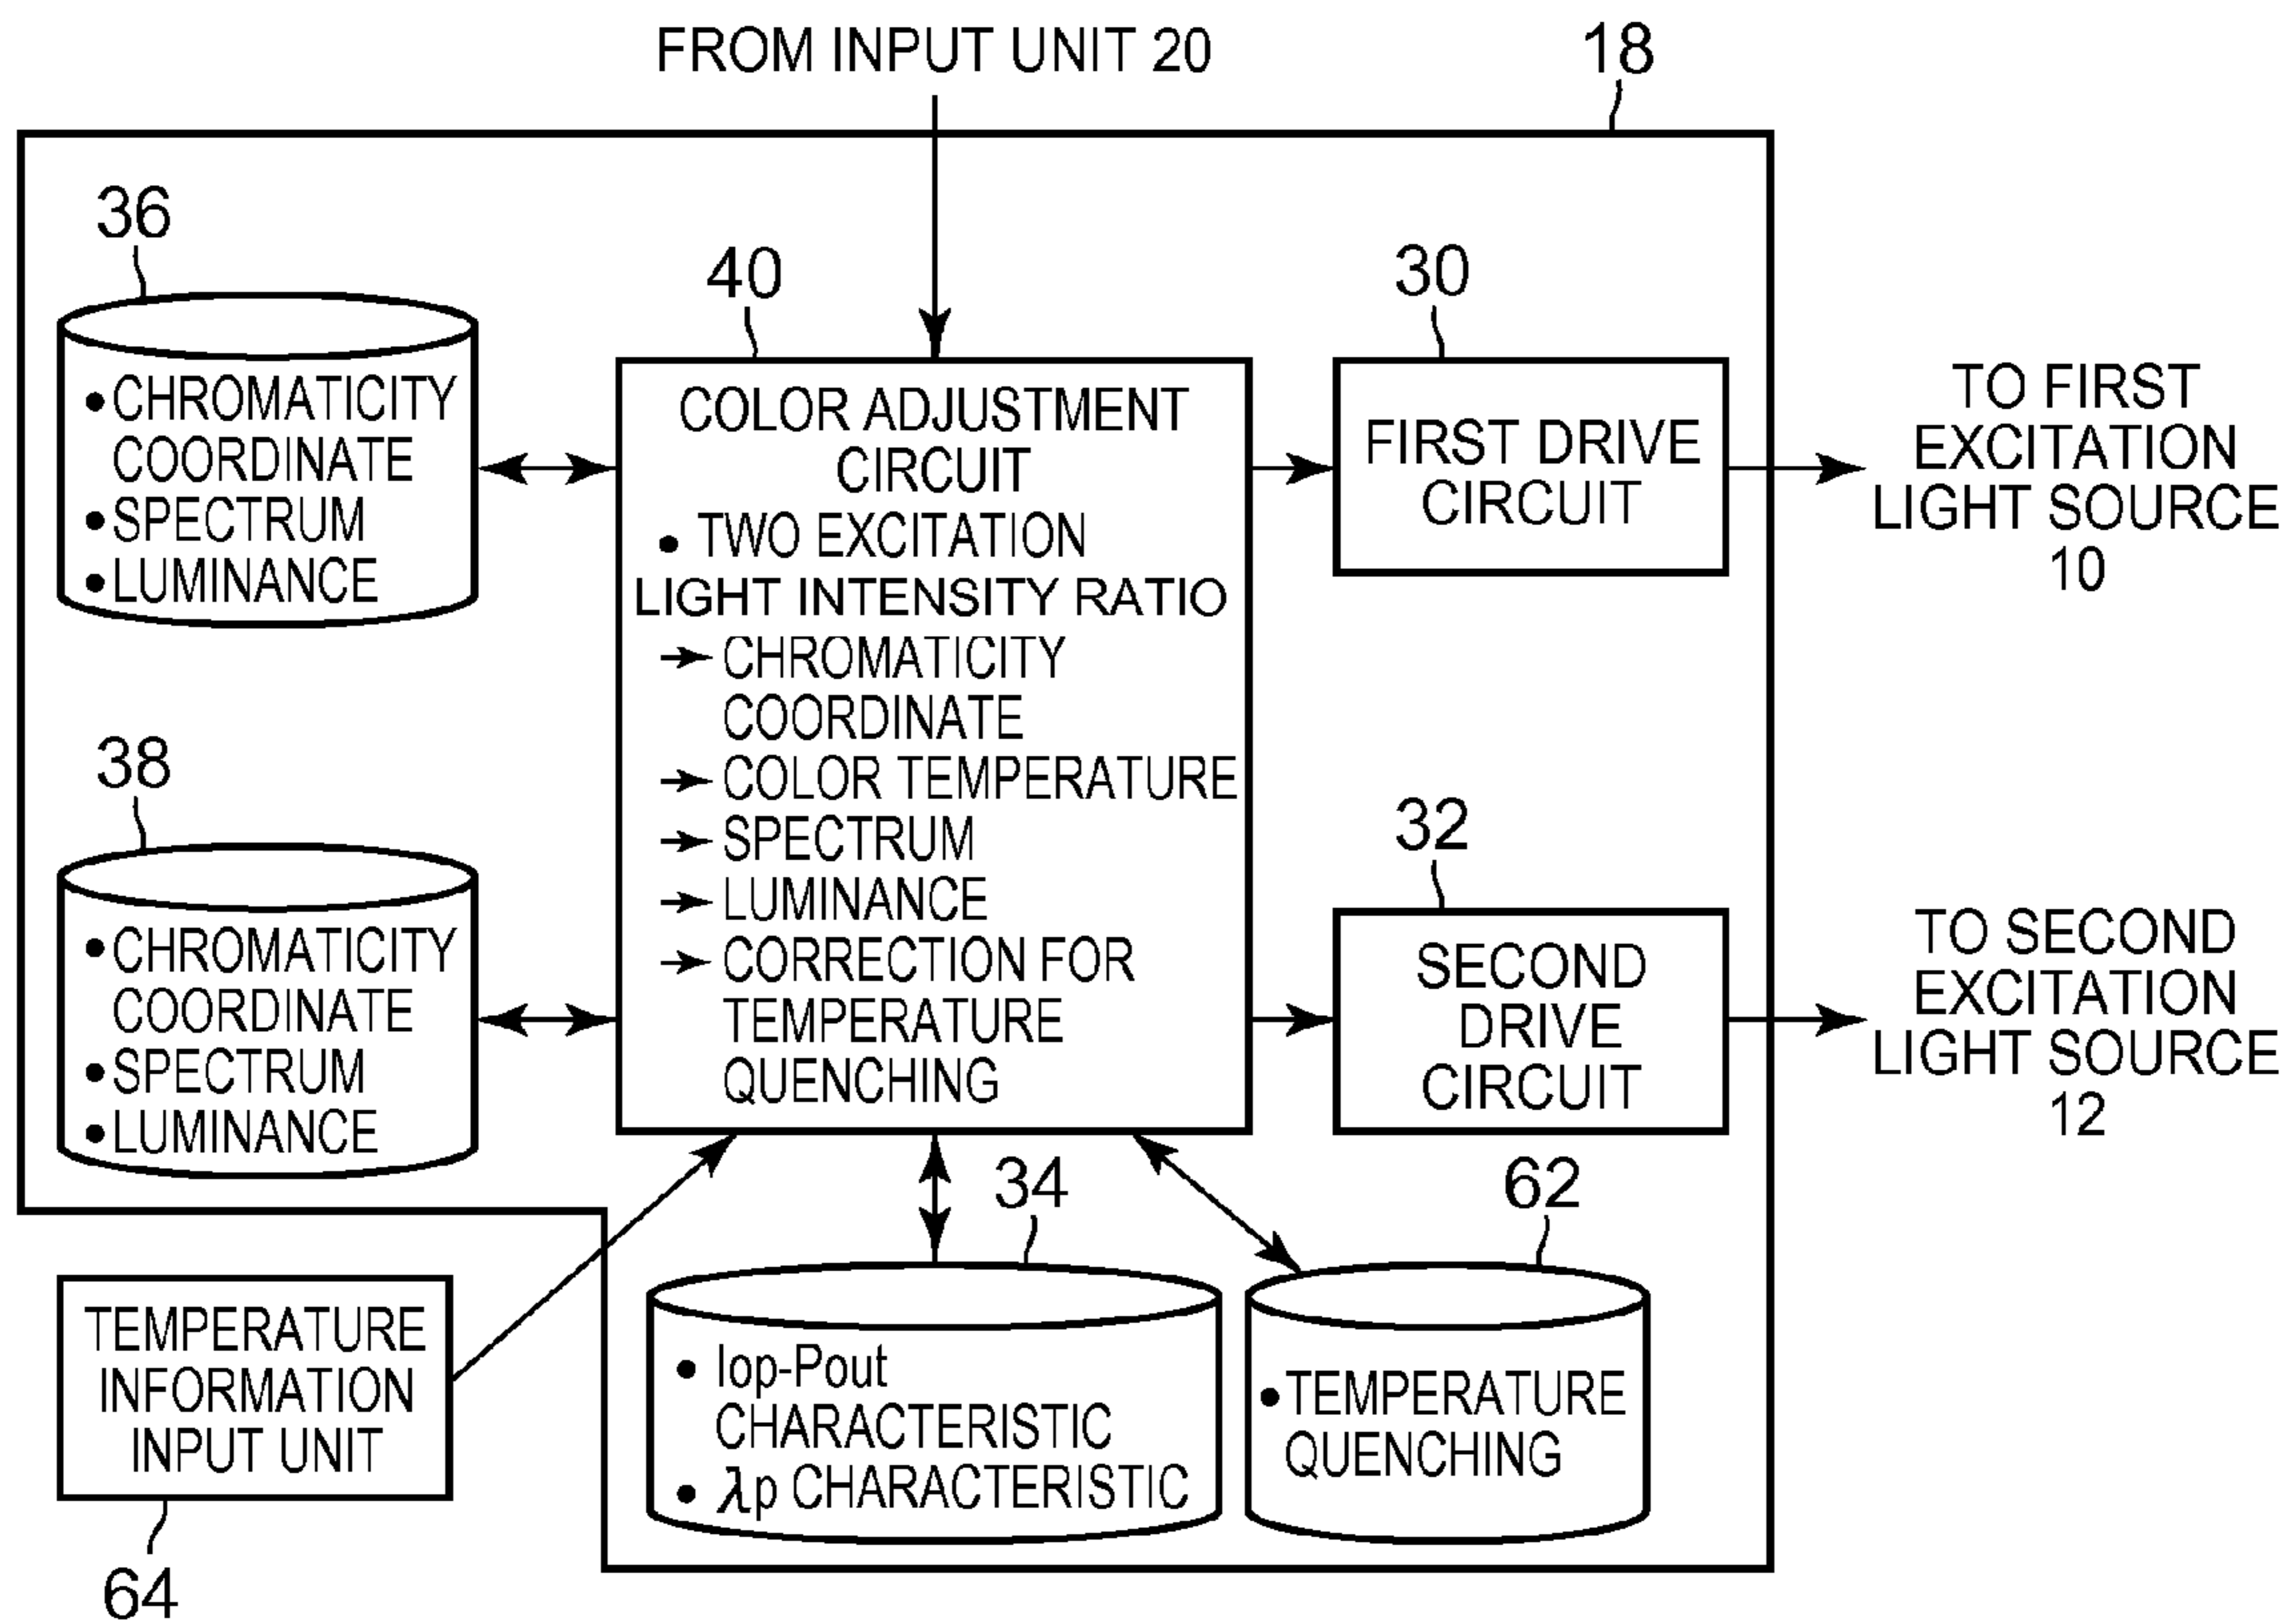 FROM INPUT UNIT 20
18
36
• CHROMATICITY
COORDINATE
• SPECTRUM
• LUMINANCE
40
COLOR ADJUSTMENT
CIRCUIT
• TWO EXCITATION
LIGHT INTENSITY RATIO
→ CHROMATICITY
COORDINATE
→ COLOR TEMPERATURE
→ SPECTRUM
→ LUMINANCE
→ CORRECTION FOR
TEMPERATURE
QUENCHING
30
FIRST DRIVE
CIRCUIT
TO FIRST
EXCITATION
LIGHT SOURCE
10
38
• CHROMATICITY
COORDINATE
• SPECTRUM
• LUMINANCE
32
SECOND
DRIVE
CIRCUIT
TO SECOND
EXCITATION
LIGHT SOURCE
12
TEMPERATURE
INFORMATION
INPUT UNIT
64
34
• Iop-Pout
CHARACTERISTIC
• λp CHARACTERISTIC
62
• TEMPERATURE
QUENCHING